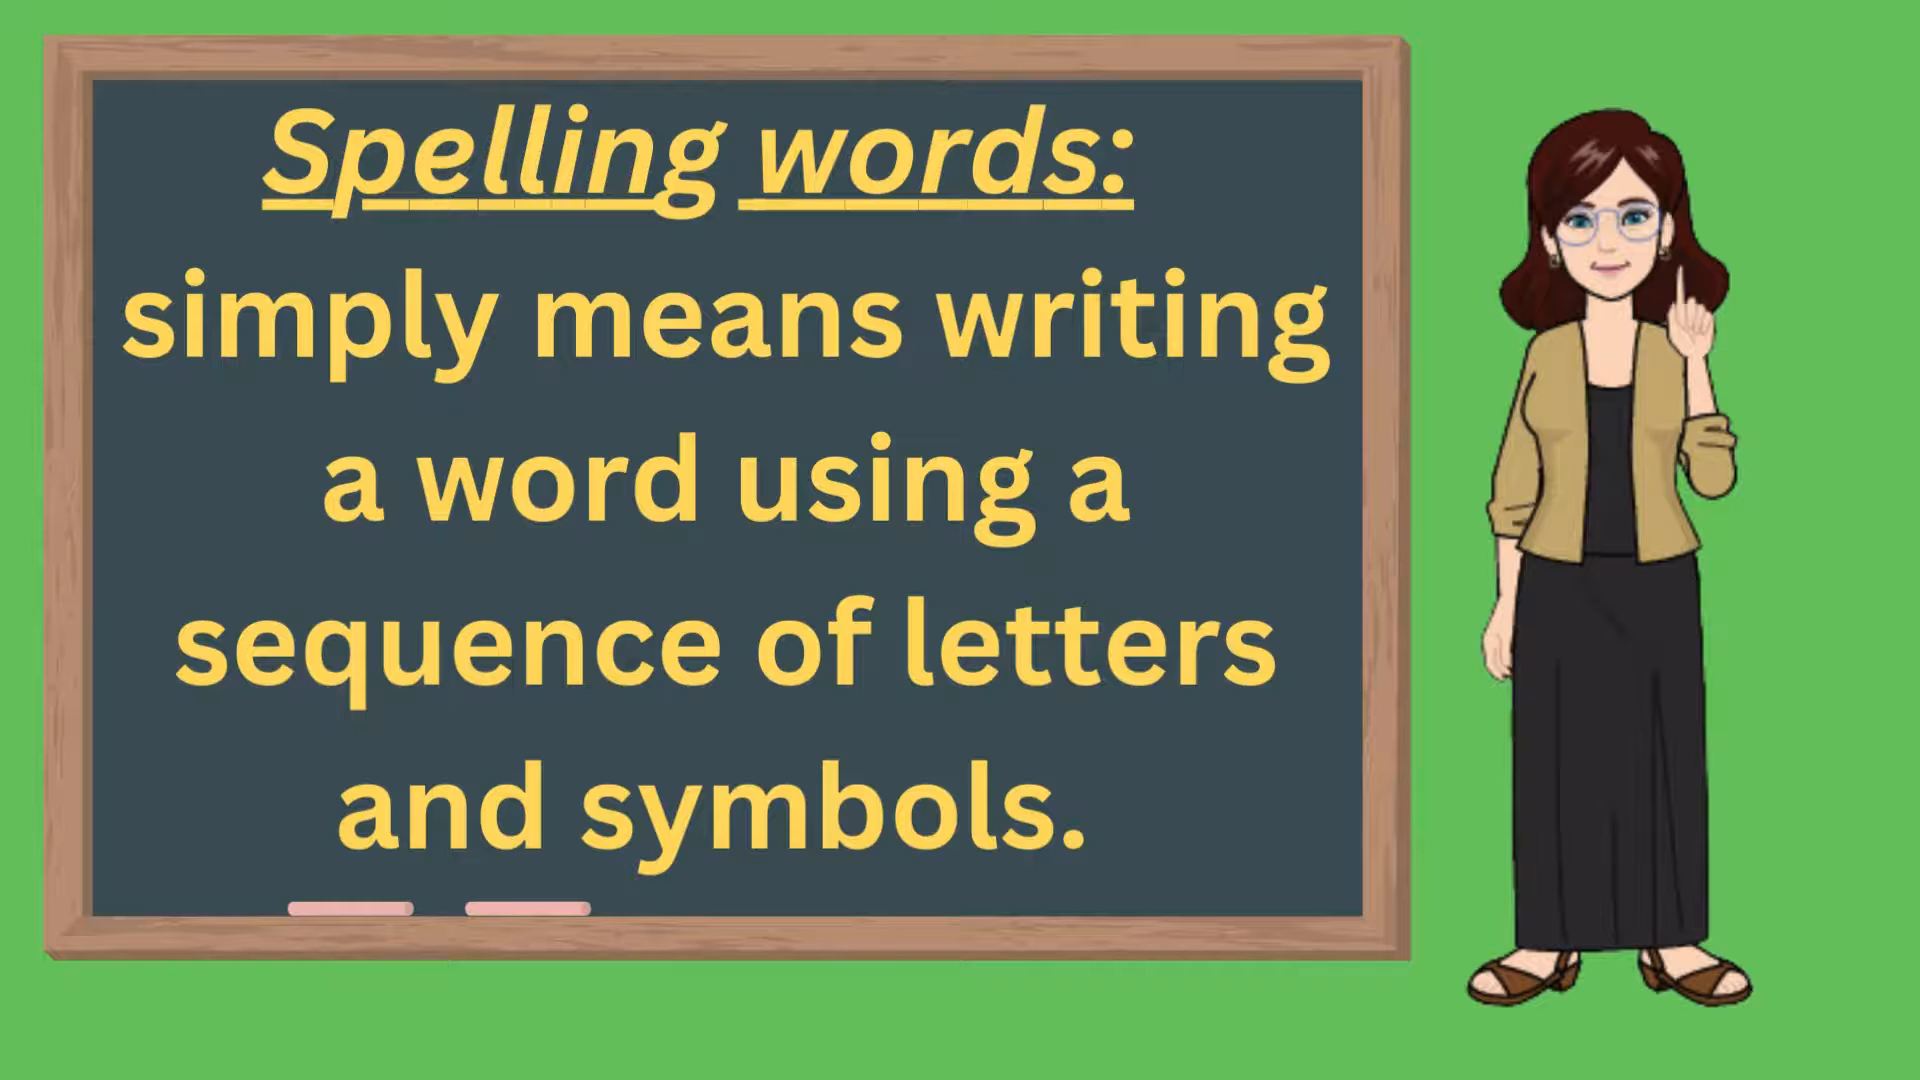 Spelling words:
simply means writing
a word using a
sequence of letters
and symbols.